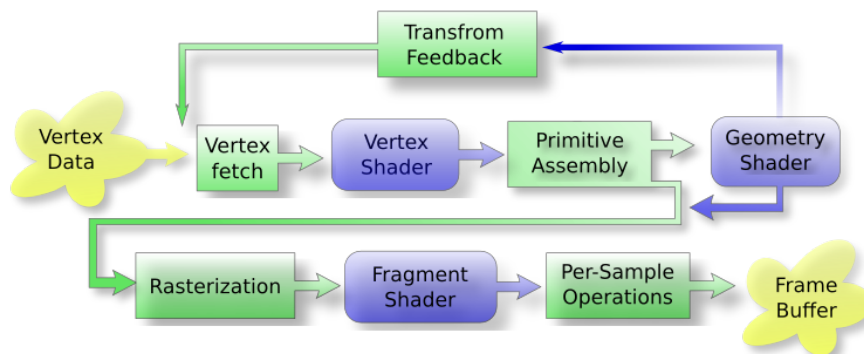 Transfrom
Feedback
Vertex
Data
Vertex
fetch
Vertex
Shader
Primitive
Assembly
Geometry
Shader
Rasterization
Fragment
Shader
Per-Sample
Operations
Frame
Buffer